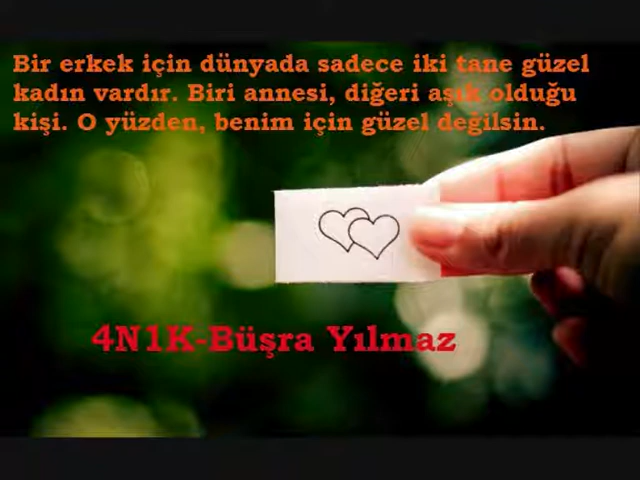 Bir erkek için dünyada sadece iki tane güzel
kadın vardır. Biri annesi, diğeri aşık olduğu
kişi. O yüzden, benim için güzel değilsin.
4N1K-Büşra Yılmaz